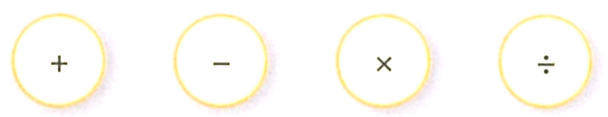 + − × ÷